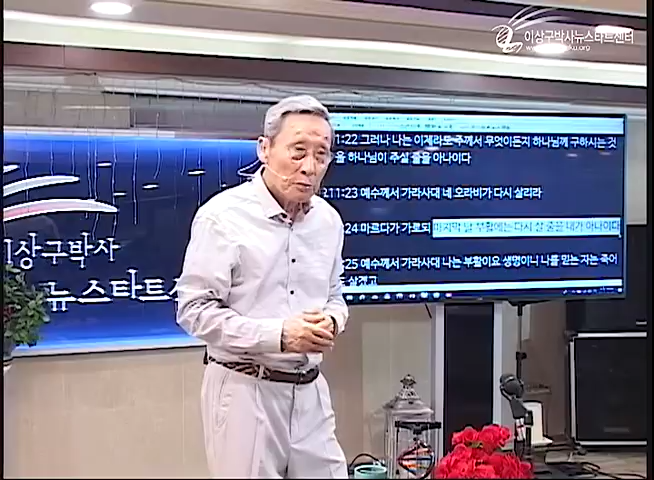 이상구박사뉴스타트센터
1:22 그러나 나는 이제라도 주께서 무엇이든지 하나님께 구하시는 것
을 하나님이 주실 줄을 아나이다
11:23 예수께서 가라사대 네 오라비가 다시 살리라
24 마르다가 가로되 마지막 날 부활에는 다시 살 줄을 내가 아나이다
:25 예수께서 가라사대 나는 부활이요 생명이니 나를 믿는 자는 죽어
도 살겠고
이상구박사
뉴스타트